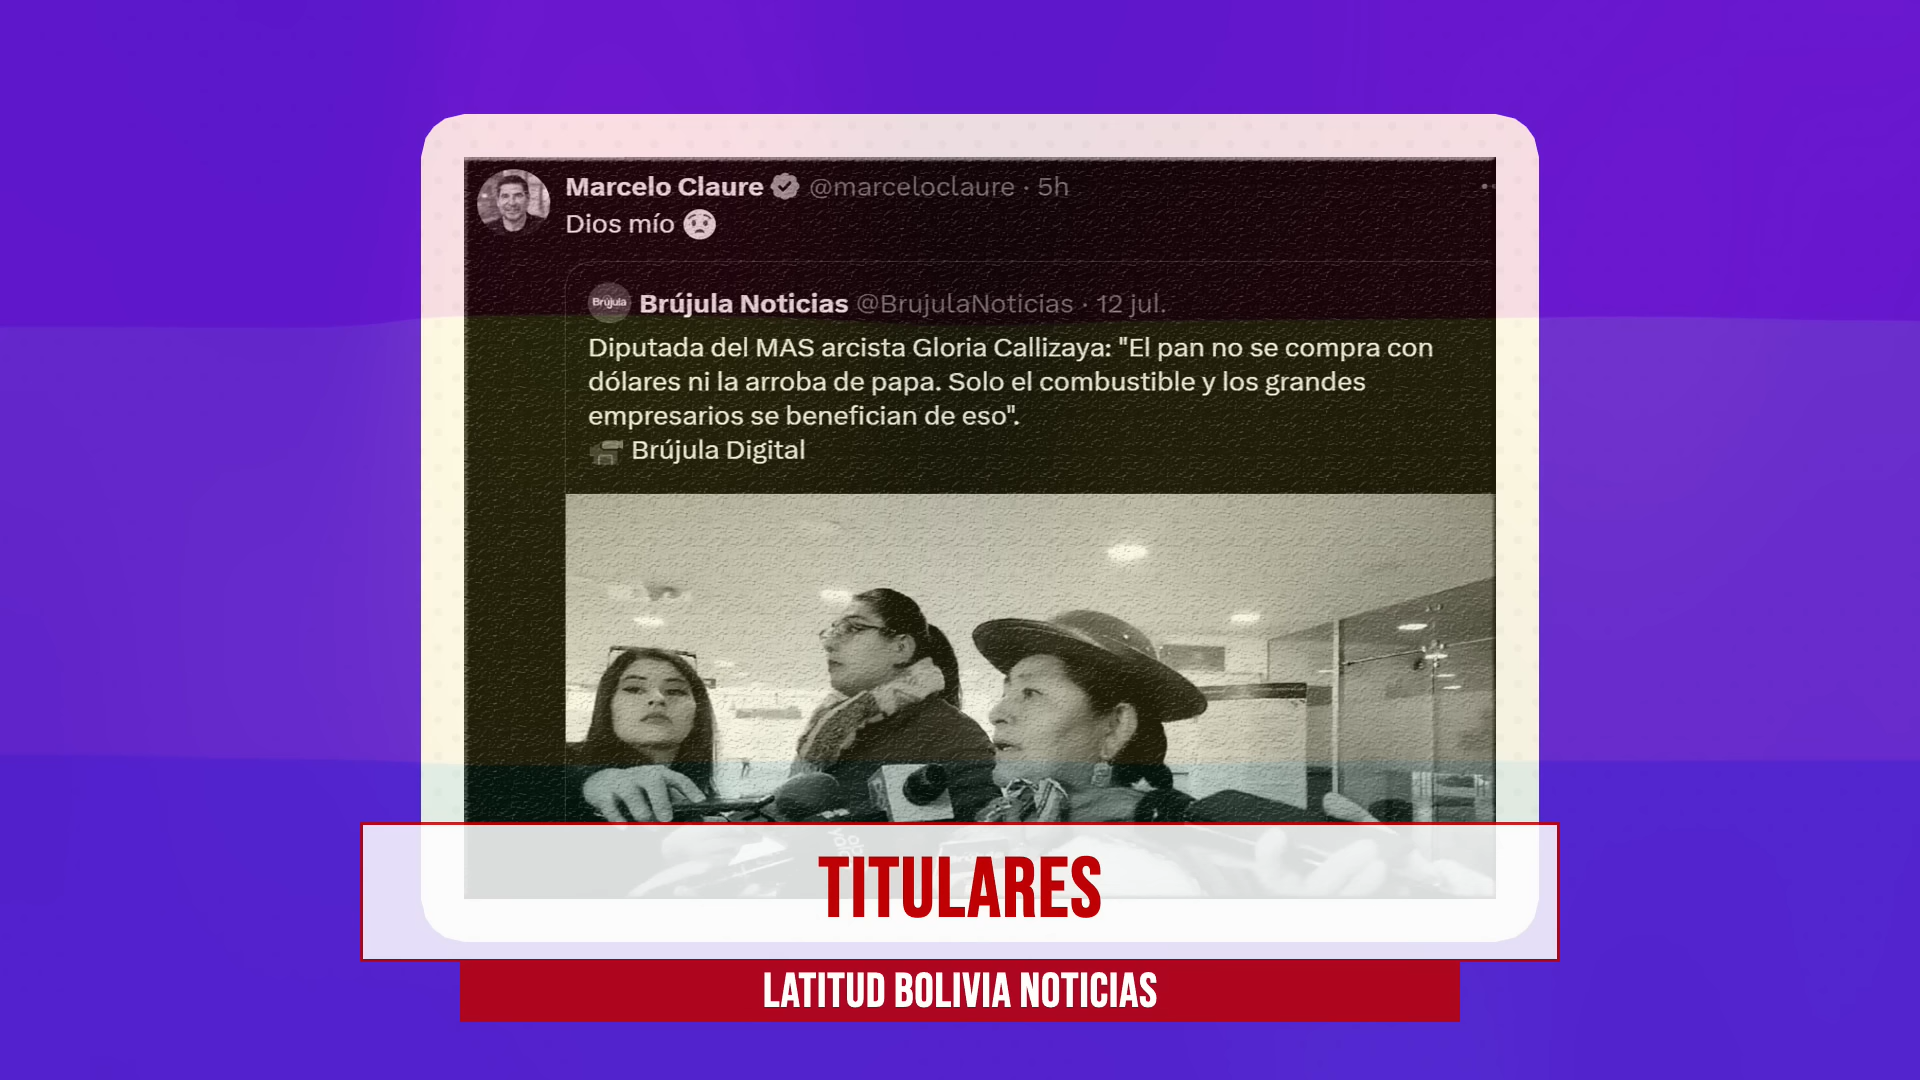 Marcelo Claure @marceloclaure · 5h
Dios mío 😟
Brújula
Brújula Noticias @BrujulaNoticias · 12 jul.
Diputada del MAS arcista Gloria Callizaya: "El pan no se compra con
dólares ni la arroba de papa. Solo el combustible y los grandes
empresarios se benefician de eso".
Brújula Digital
TITULARES
LATITUD BOLIVIA NOTICIAS